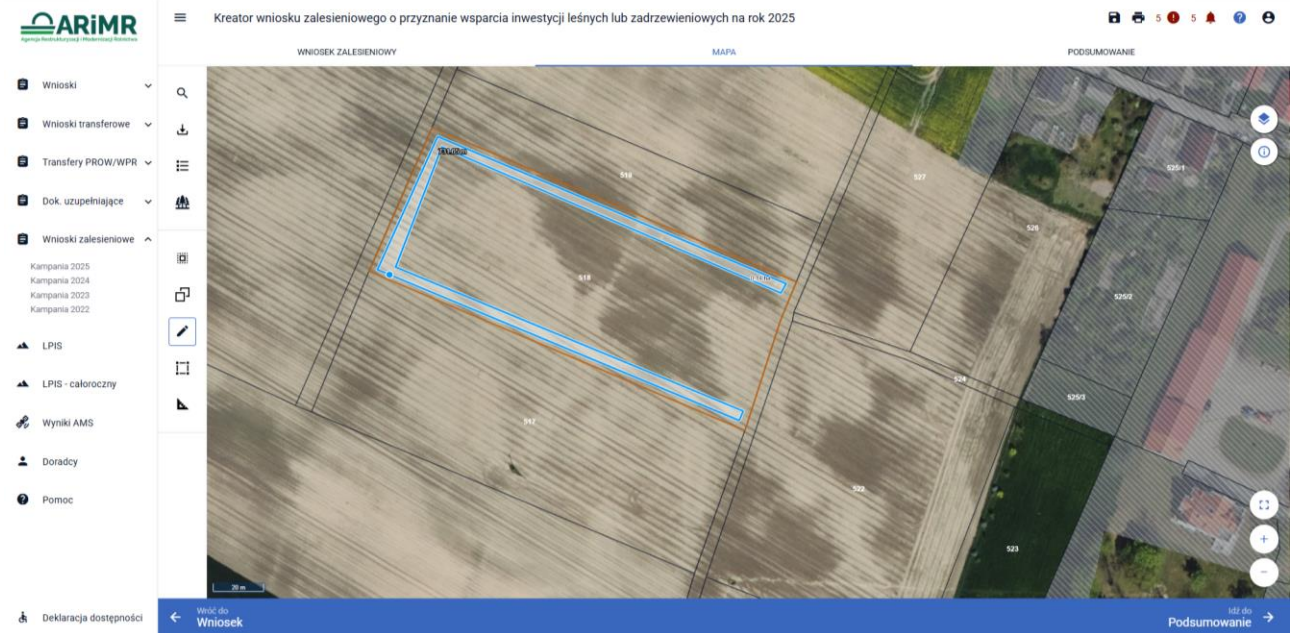 ARiMR
Agencja Restrukturyzacji i Modernizacji Rolnictwa
Kreator wniosku zalesieniowego o przyznanie wsparcia inwestycji leśnych lub zadrzewieniowych na rok 2025
5
5
WNIOSEK ZALESIENIOWY
MAPA
PODSUMOWANIE
Wnioski
Wnioski transferowe
Transfery PROW/WPR
Dok. uzupełniające
Wnioski zalesieniowe
Kampania 2025
Kampania 2024
Kampania 2023
Kampania 2022
LPIS
LPIS - całoroczny
Wyniki AMS
Doradcy
Pomoc
Deklaracja dostępności
519
527
525/1
526
518
525/2
524
525/3
517
522
523
20 m
Wróć do
Wniosek
Idź do
Podsumowanie